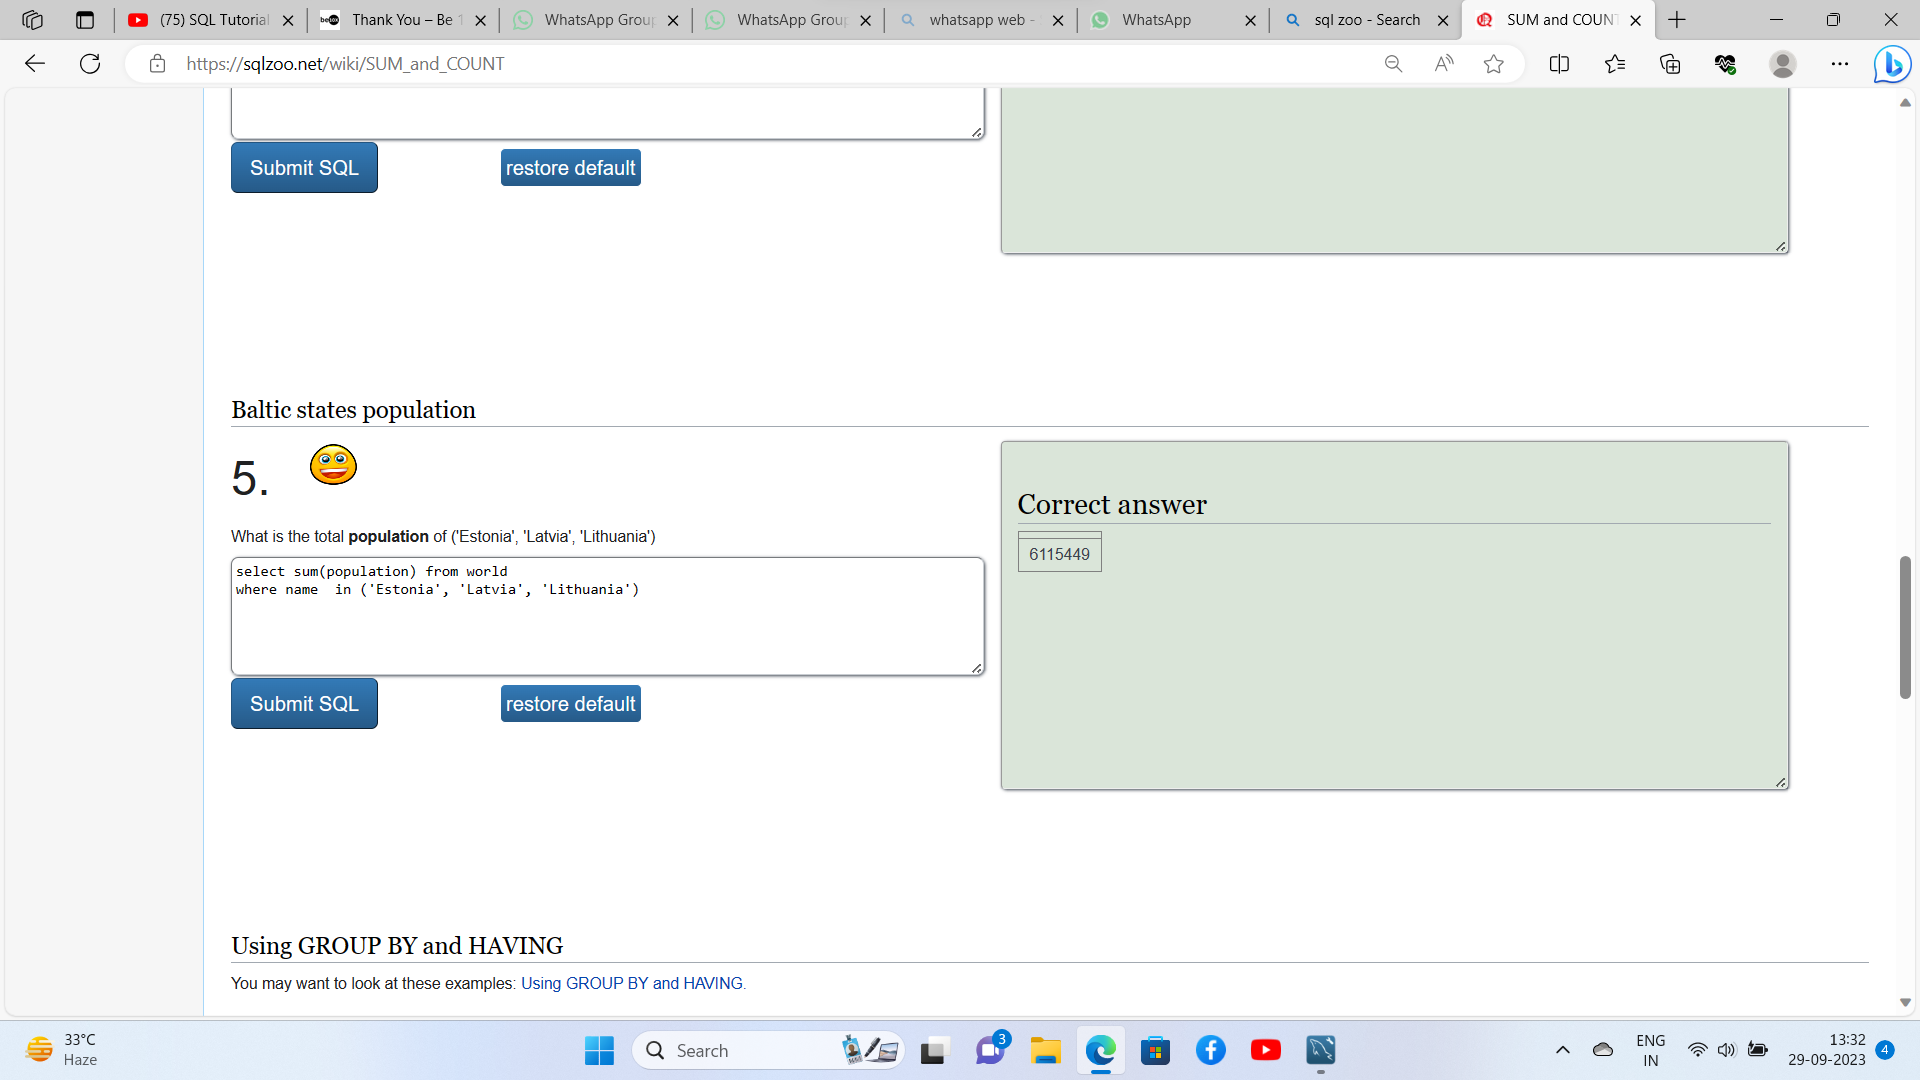 (75) SQL Tutorial
Thank You – Be 1
WhatsApp Group
WhatsApp Group
whatsapp web -
WhatsApp
sql zoo - Search
SUM and COUNT
https://sqlzoo.net/wiki/SUM_and_COUNT
Submit SQL
restore default
Baltic states population
5.
What is the total population of ('Estonia', 'Latvia', 'Lithuania')
select sum(population) from world
where name  in ('Estonia', 'Latvia', 'Lithuania')
Submit SQL
restore default
Correct answer
6115449
Using GROUP BY and HAVING
You may want to look at these examples: Using GROUP BY and HAVING.
33°C
Haze
Search
3
ENG
IN
13:32
29-09-2023
4